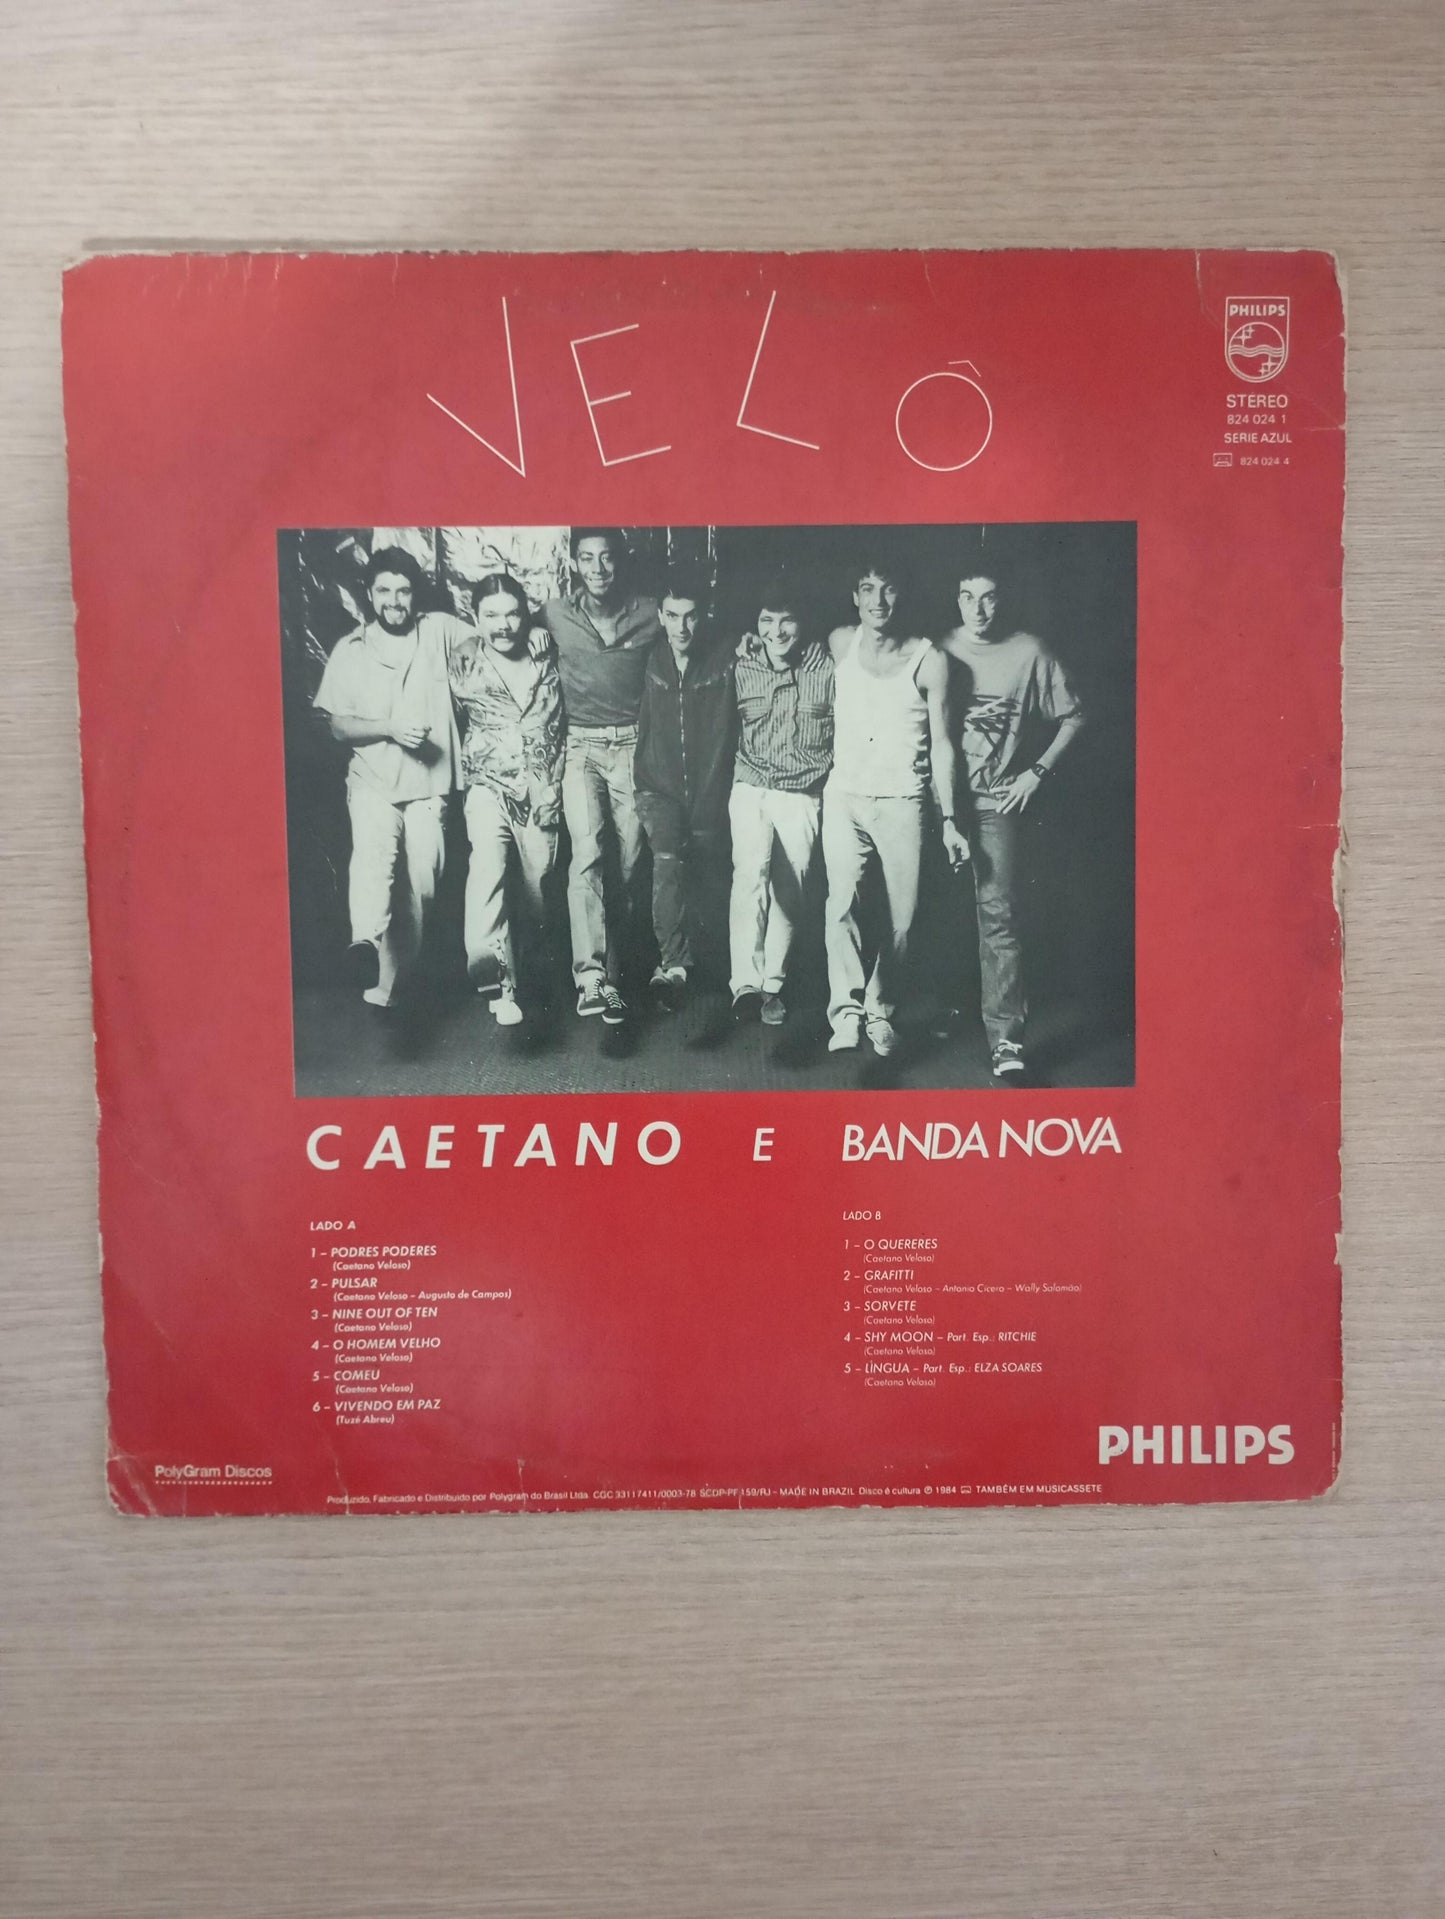 VELÔ
PHILIPS
STEREO
824 024 1
SERIE AZUL
824 024 4
CAETANO E BANDA NOVA
LADO A
1 - PODRES PODERES
(Caetano Veloso)
2 - PULSAR
(Caetano Veloso - Augusto de Campos)
3 - NINE OUT OF TEN
(Caetano Veloso)
4 - O HOMEM VELHO
(Caetano Veloso)
5 - COMEU
(Caetano Veloso)
6 - VIVENDO EM PAZ
(Tuzé Abreu)
LADO B
1 - O QUERERES
(Caetano Veloso)
2 - GRAFITTI
(Caetano Veloso - Antonio Cícero - Wally Salomão)
3 - SORVETE
(Caetano Veloso)
4 - SHY MOON - Part. Esp.: RITCHIE
(Caetano Veloso)
5 - LÍNGUA - Part. Esp.: ELZA SOARES
(Caetano Veloso)
PHILIPS
PolyGram Discos
Produzido, Fabricado e Distribuido por Polygram do Brasil Ltda. CGC 33117411/0003-78 SCDP-PF 159/RJ - MADE IN BRAZIL Disco é cultura ℗ 1984 TAMBÉM EM MUSICASSETE